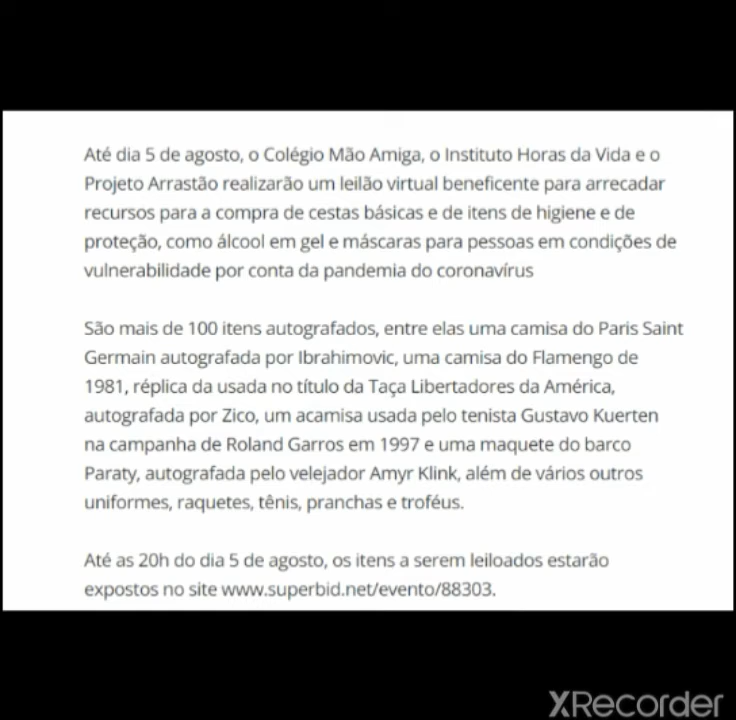 Até dia 5 de agosto, o Colégio Mão Amiga, o Instituto Horas da Vida e o
Projeto Arrastão realizarão um leilão virtual beneficente para arrecadar
recursos para a compra de cestas básicas e de itens de higiene e de
proteção, como álcool em gel e máscaras para pessoas em condições de
vulnerabilidade por conta da pandemia do coronavírus
São mais de 100 itens autografados, entre elas uma camisa do Paris Saint
Germain autografada por Ibrahimovic, uma camisa do Flamengo de
1981, réplica da usada no título da Taça Libertadores da América,
autografada por Zico, um acamisa usada pelo tenista Gustavo Kuerten
na campanha de Roland Garros em 1997 e uma maquete do barco
Paraty, autografada pelo velejador Amyr Klink, além de vários outros
uniformes, raquetes, tênis, pranchas e troféus.
Até as 20h do dia 5 de agosto, os itens a serem leiloados estarão
expostos no site www.superbid.net/evento/88303.
XRecorder